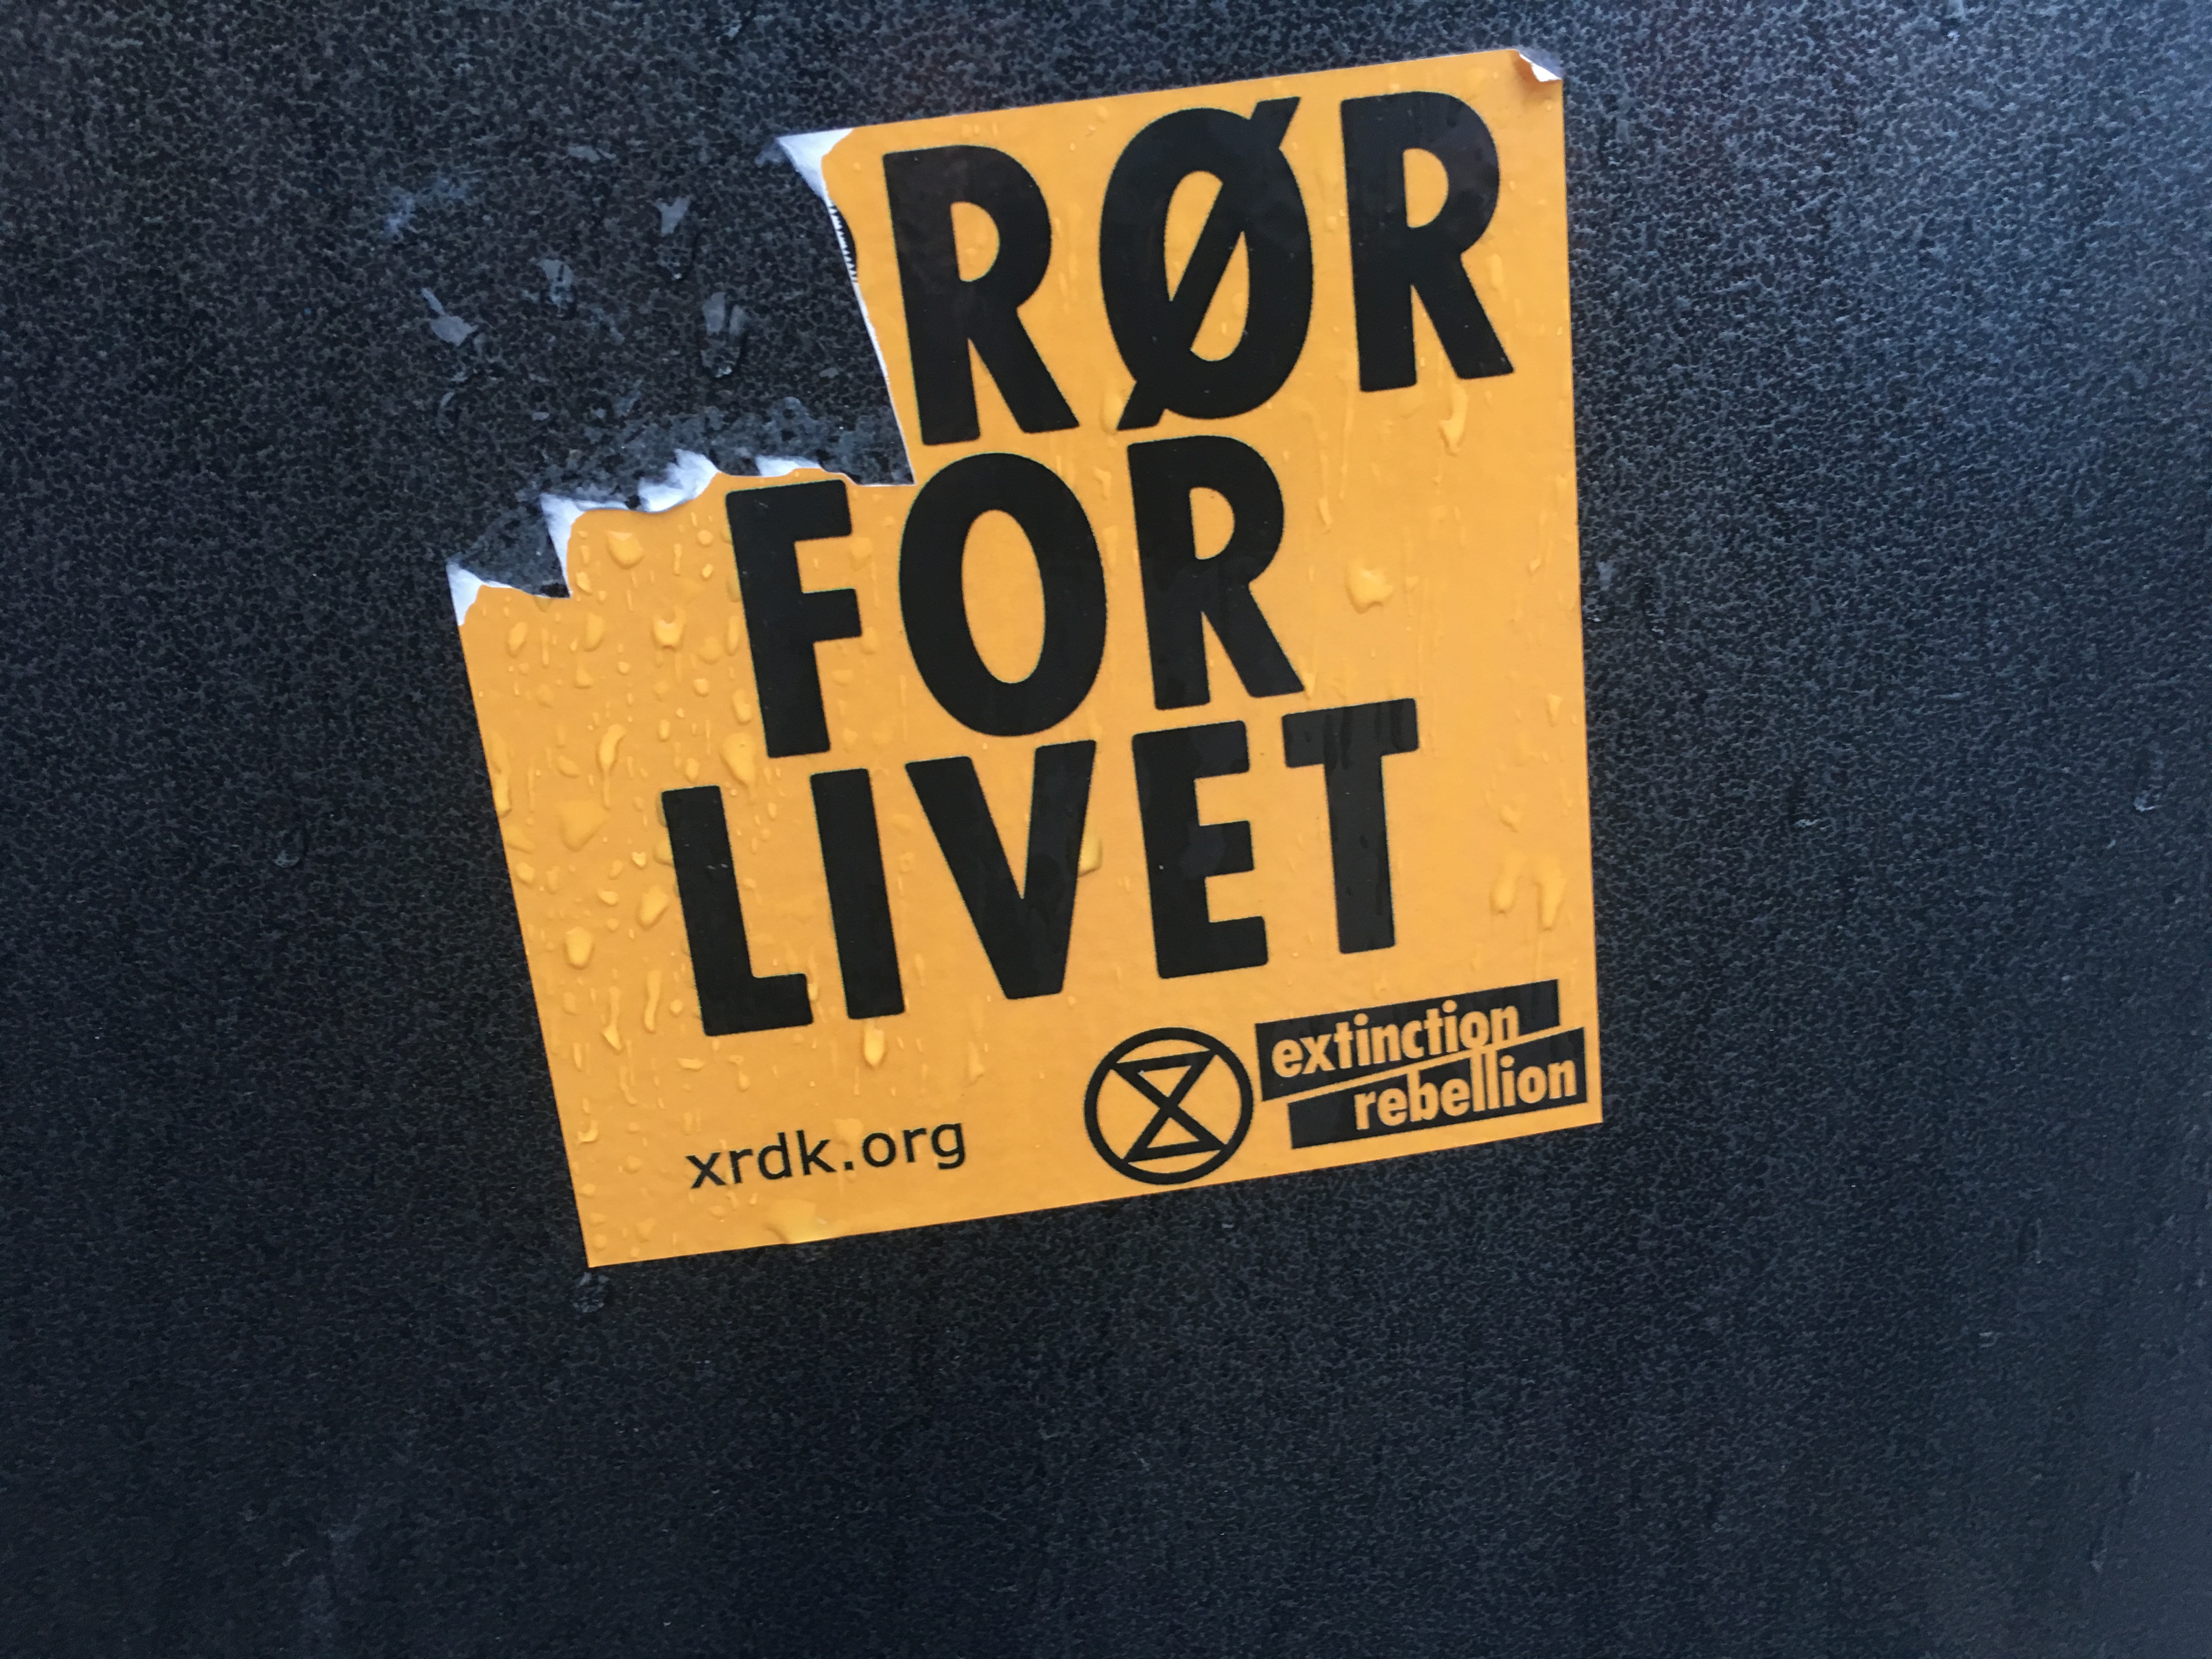 RØR
FOR
LIVET
xrdk.org
extinction
rebellion